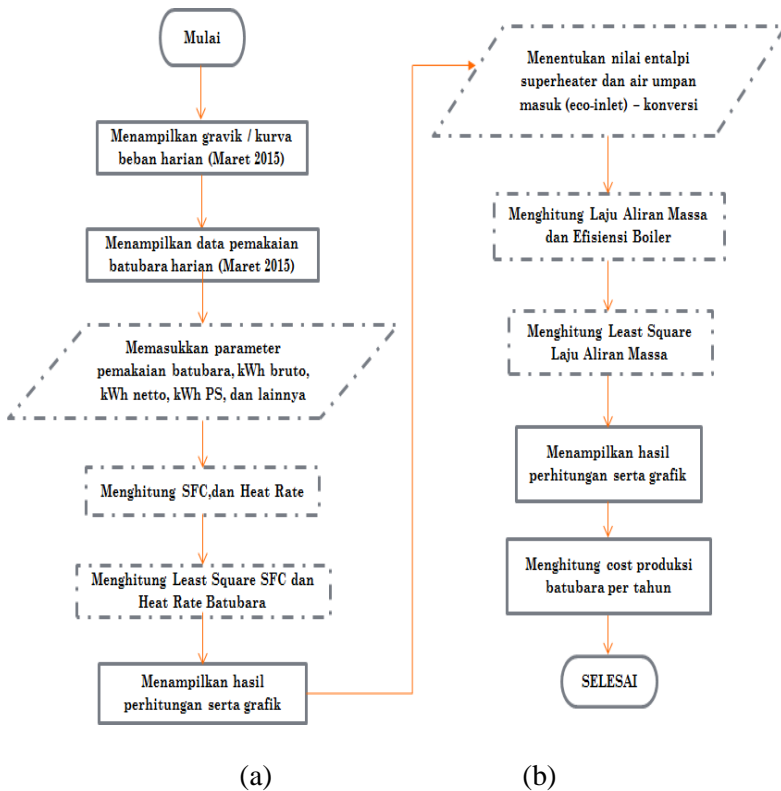 Mulai
Menampilkan gravik / kurva
beban harian (Maret 2015)
Menampilkan data pemakaian
batubara harian (Maret 2015)
Memasukkan parameter
pemakaian batubara, kWh bruto,
kWh netto, kWh PS, dan lainnya
Menghitung SFC,dan Heat Rate
Menghitung Least Square SFC dan
Heat Rate Batubara
Menampilkan hasil
perhitungan serta grafik
Menentukan nilai entalpi
superheater dan air umpan
masuk (eco-inlet) – konversi
Menghitung Laju Aliran Massa
dan Efisiensi Boiler
Menghitung Least Square
Laju Aliran Massa
Menampilkan hasil
perhitungan serta grafik
Menghitung cost produksi
batubara per tahun
SELESAI
(a)
(b)